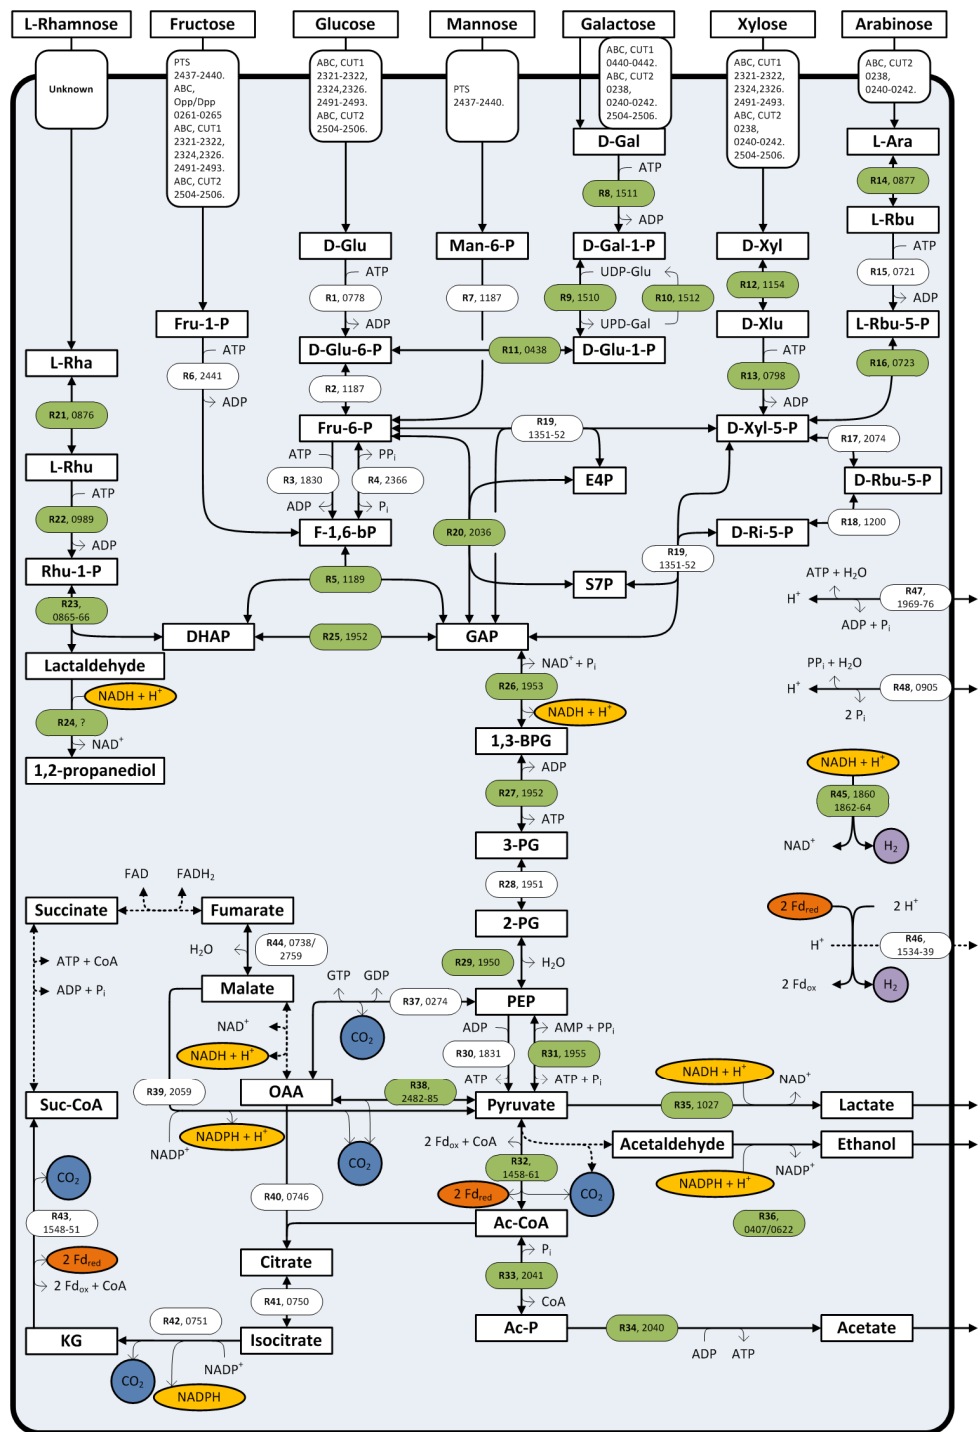 L-Rhamnose
Fructose
Glucose
Mannose
Galactose
Xylose
Arabinose
Unknown
PTS
2437-2440.
ABC,
Opp/Dpp
0261-0265
ABC, CUT1
2321-2322,
2324,2326.
2491-2493.
ABC, CUT2
2504-2506.
ABC, CUT1
2321-2322,
2324,2326.
2491-2493.
ABC, CUT2
2504-2506.
PTS
2437-2440.
ABC, CUT1
0440-0442.
ABC, CUT2
0238,
0240-0242.
2504-2506.
ABC, CUT1
2321-2322,
2324,2326.
2491-2493.
ABC, CUT2
0238,
0240-0242.
2504-2506.
ABC, CUT2
0238,
0240-0242.
D-Gal
L-Ara
ATP
R8, 1511
ADP
R14, 0877
L-Rbu
D-Glu
Man-6-P
D-Gal-1-P
D-Xyl
ATP
R15, 0721
ADP
ATP
R1, 0778
ADP
R7, 1187
UDP-Glu
R9, 1510
R10, 1512
UPD-Gal
R12, 1154
Fru-1-P
D-Xlu
L-Rbu-5-P
D-Glu-6-P
R11, 0438
D-Glu-1-P
L-Rha
ATP
R6, 2441
ADP
R2, 1187
ATP
R13, 0798
ADP
R16, 0723
R21, 0876
Fru-6-P
R19,
1351-52
D-Xyl-5-P
R17, 2074
L-Rhu
ATP
R3, 1830
ADP
PPi
R4, 2366
Pi
E4P
D-Rbu-5-P
ATP
R22, 0989
ADP
F-1,6-bP
R20, 2036
D-Ri-5-P
R18, 1200
Rhu-1-P
R5, 1189
S7P
R19,
1351-52
R23,
0865-66
DHAP
R25, 1952
GAP
ATP + H2O
H+
R47,
1969-76
ADP + Pi
Lactaldehyde
NADH + H+
R24, ?
NAD+
1,2-propanediol
NAD+ + Pi
R26, 1953
NADH + H+
PPi + H2O
H+
R48, 0905
2 Pi
1,3-BPG
ADP
R27, 1952
ATP
NADH + H+
R45, 1860
1862-64
NAD+
H2
3-PG
R28, 1951
FAD
FADH2
Succinate
Fumarate
2-PG
2 Fdred
2 H+
H+
R46,
1534-39
2 Fdox
H2
H2O
R44, 0738/
2759
R29, 1950
H2O
ATP + CoA
ADP + Pi
Malate
GTP
GDP
R37, 0274
CO2
PEP
NAD+
NADH + H+
ADP
R30, 1831
ATP
AMP + PPi
R31, 1955
ATP + Pi
R39, 2059
OAA
R38,
2482-85
NADH + H+
NAD+
Suc-CoA
Pyruvate
R35, 1027
Lactate
NADP+
NADPH + H+
CO2
2 Fdox + CoA
Acetaldehyde
Ethanol
R32,
1458-61
2 Fdred
CO2
NADPH + H+
NADP+
CO2
R40, 0746
R36,
0407/0622
R43,
1548-51
Ac-CoA
2 Fdred
2 Fdox + CoA
Citrate
Pi
R33, 2041
CoA
R41, 0750
R42, 0751
KG
Isocitrate
Ac-P
R34, 2040
Acetate
ADP
ATP
CO2
NADP+
NADPH